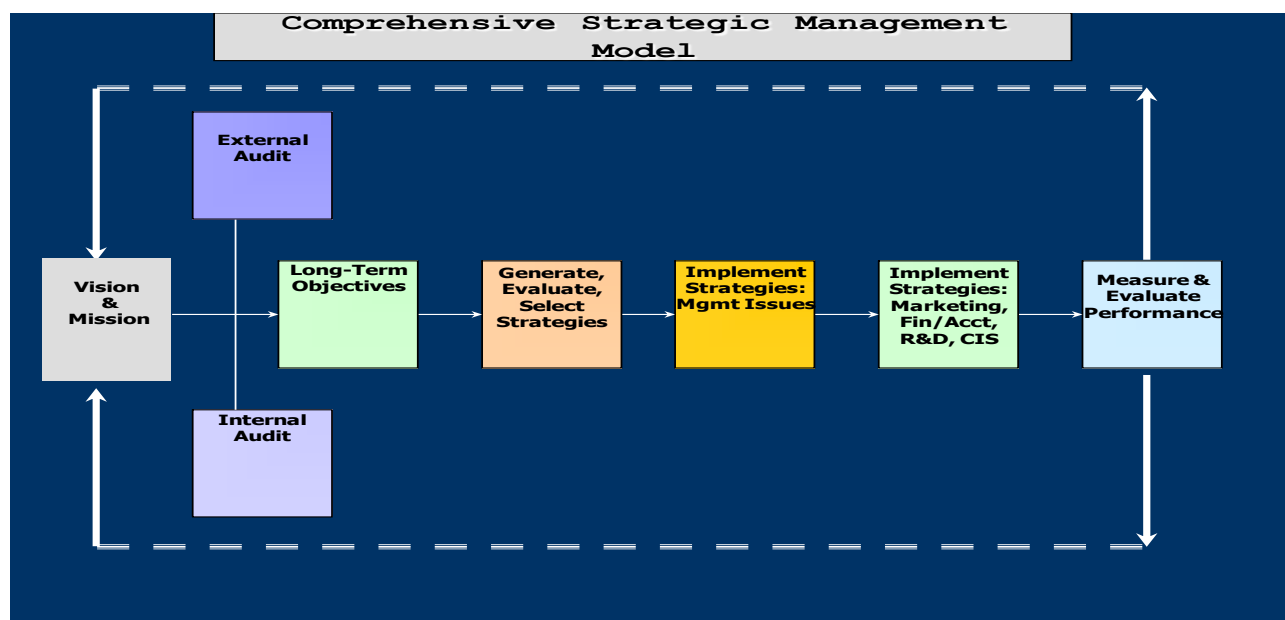 Comprehensive Strategic Management
Model
External
Audit
Vision
&
Mission
Long-Term
Objectives
Generate,
Evaluate,
Select
Strategies
Implement
Strategies:
Mgmt Issues
Implement
Strategies:
Marketing,
Fin/Acct,
R&D, CIS
Measure &
Evaluate
Performance
Internal
Audit